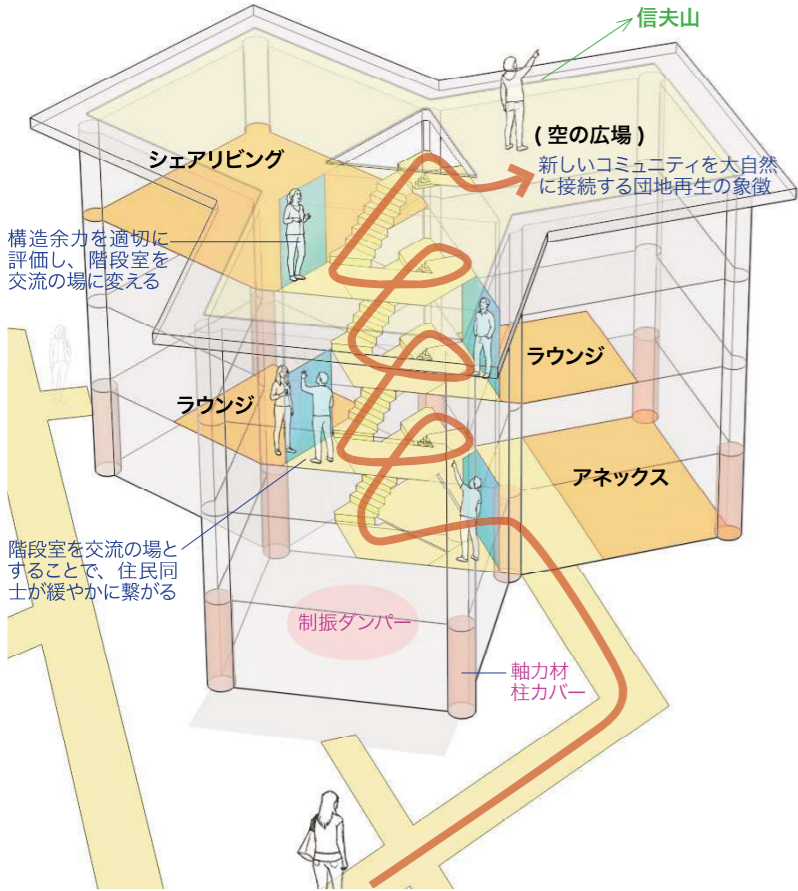 信夫山
(空の広場)
新しいコミュニティを大自然
に接続する団地再生の象徴
シェアリビング
構造余力を適切に
評価し、階段室を
交流の場に変える
ラウンジ
ラウンジ
アネックス
階段室を交流の場と
することで、住民同
士が緩やかに繋がる
制振ダンパー
軸力材
柱カバー